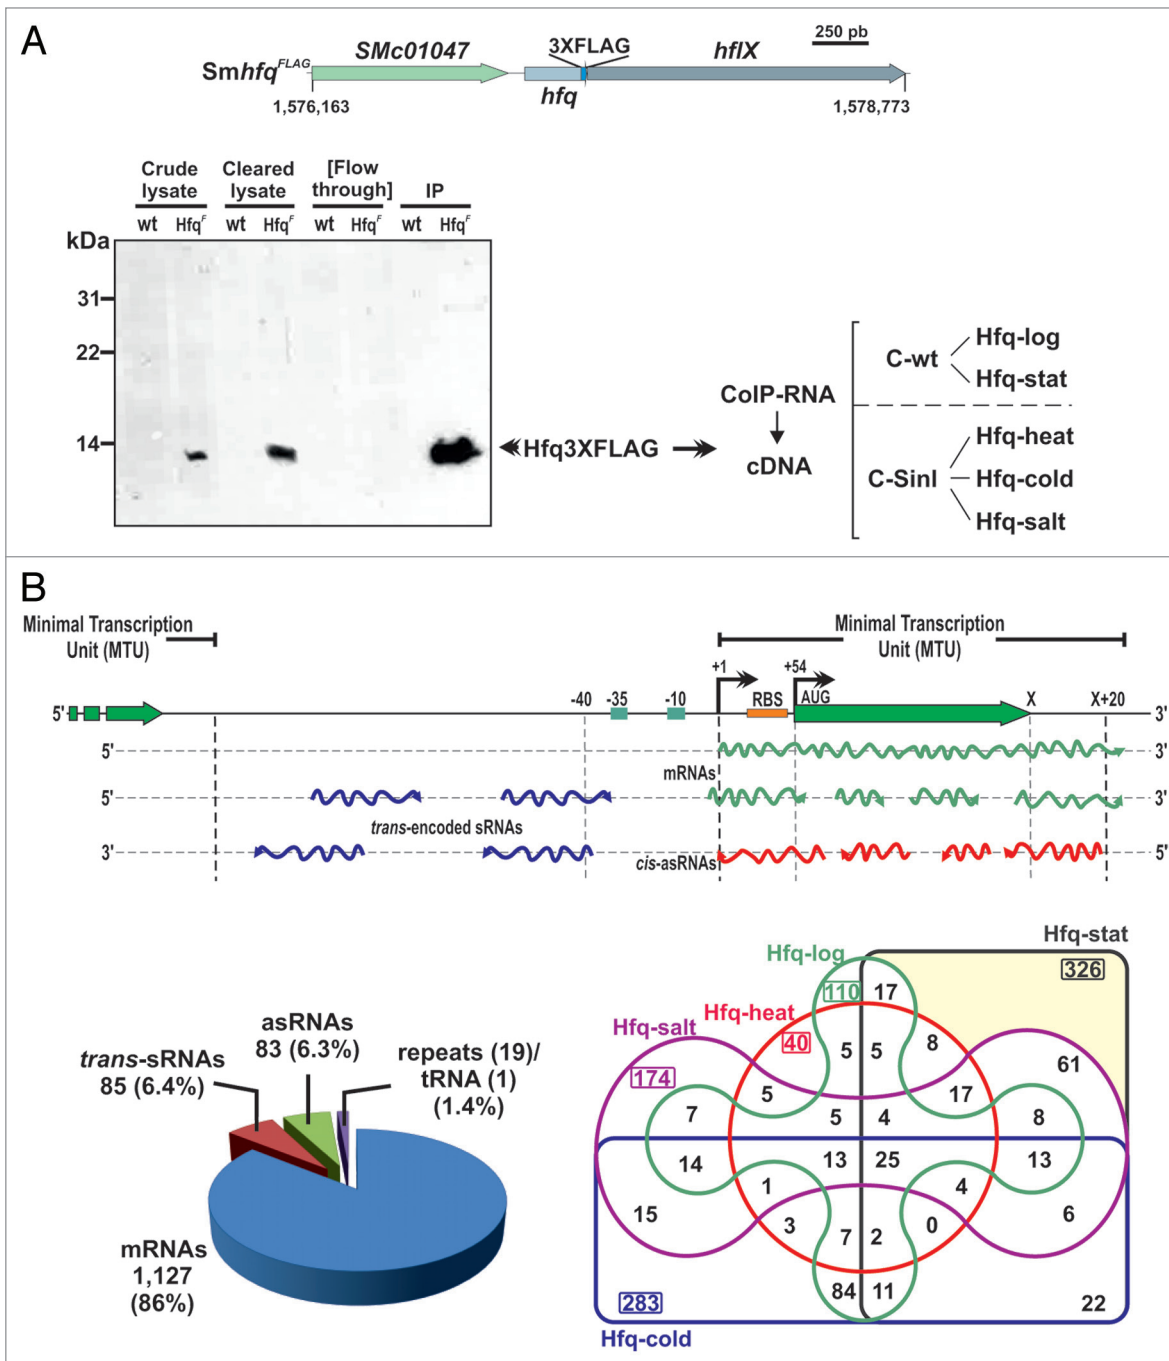 A
250 pb
3XFLAG
SMc01047
hflX
SmhfqFLAG
hfq
1,576,163
1,578,773
Crude lysate
Cleared lysate
[Flow through]
IP
wt HfqF wt HfqF wt HfqF wt HfqF
kDa
31
22
14
Hfq3XFLAG
CoIP-RNA
cDNA
C-wt
Hfq-log
Hfq-stat
C-SinI
Hfq-heat
Hfq-cold
Hfq-salt
B
Minimal Transcription
Unit (MTU)
Minimal Transcription
Unit (MTU)
+1
+54
5'
-40
-35
-10
RBS
AUG
X
X+20
3'
5'
3'
mRNAs
5'
3'
trans-encoded sRNAs
3'
cis-asRNAs
5'
asRNAs
83 (6.3%)
trans-sRNAs
85 (6.4%)
repeats (19)/
tRNA (1)
(1.4%)
mRNAs
1,127
(86%)
Hfq-stat
Hfq-log
326
110
17
Hfq-heat
Hfq-salt
40
5 5
8
61
174
5
17
7
5 4
8
14
13 25
13
1
4
15
3
7 2
0
6
84 11
283
22
Hfq-cold